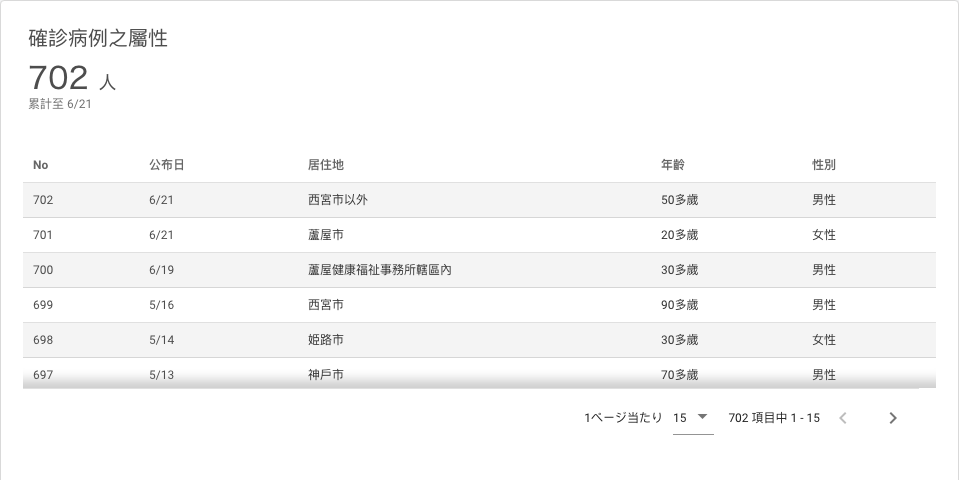 確診病例之屬性
702 人
累計至 6/21
No 公布日 居住地 年齡 性別
702 6/21 西宮市以外 50多歲 男性
701 6/21 蘆屋市 20多歲 女性
700 6/19 蘆屋健康福祉事務所轄區內 30多歲 男性
699 5/16 西宮市 90多歲 男性
698 5/14 姫路市 30多歲 女性
697 5/13 神戶市 70多歲 男性
1ページ当たり 15 702 項目中 1 - 15